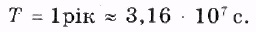 T = 1рік ≈ 3,16 · 10⁷ с.